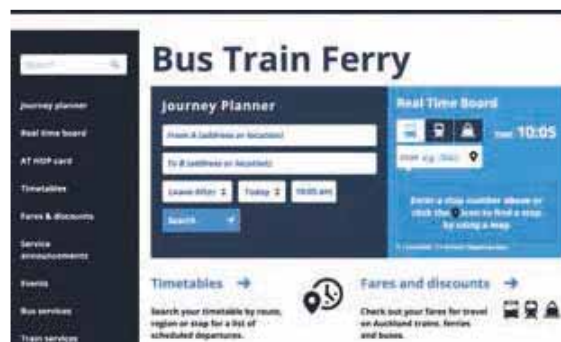 Search
Journey planner
Real time board
AT HOP card
Timetables
Fares & discounts
Service
announcements
Events
Bus services
Train services
Bus Train Ferry
Journey Planner
From A (address or location)
To B (address or location)
Leave After
Today
10:05 am
Search
Real Time Board
10:05
Enter a stop number above or
click the icon to find a stop
by using a map
Timetables
Search your timetable by route,
region or stop for a list of
scheduled departures.
Fares and discounts
Check out your fares for travel
on Auckland trains, ferries
and buses.